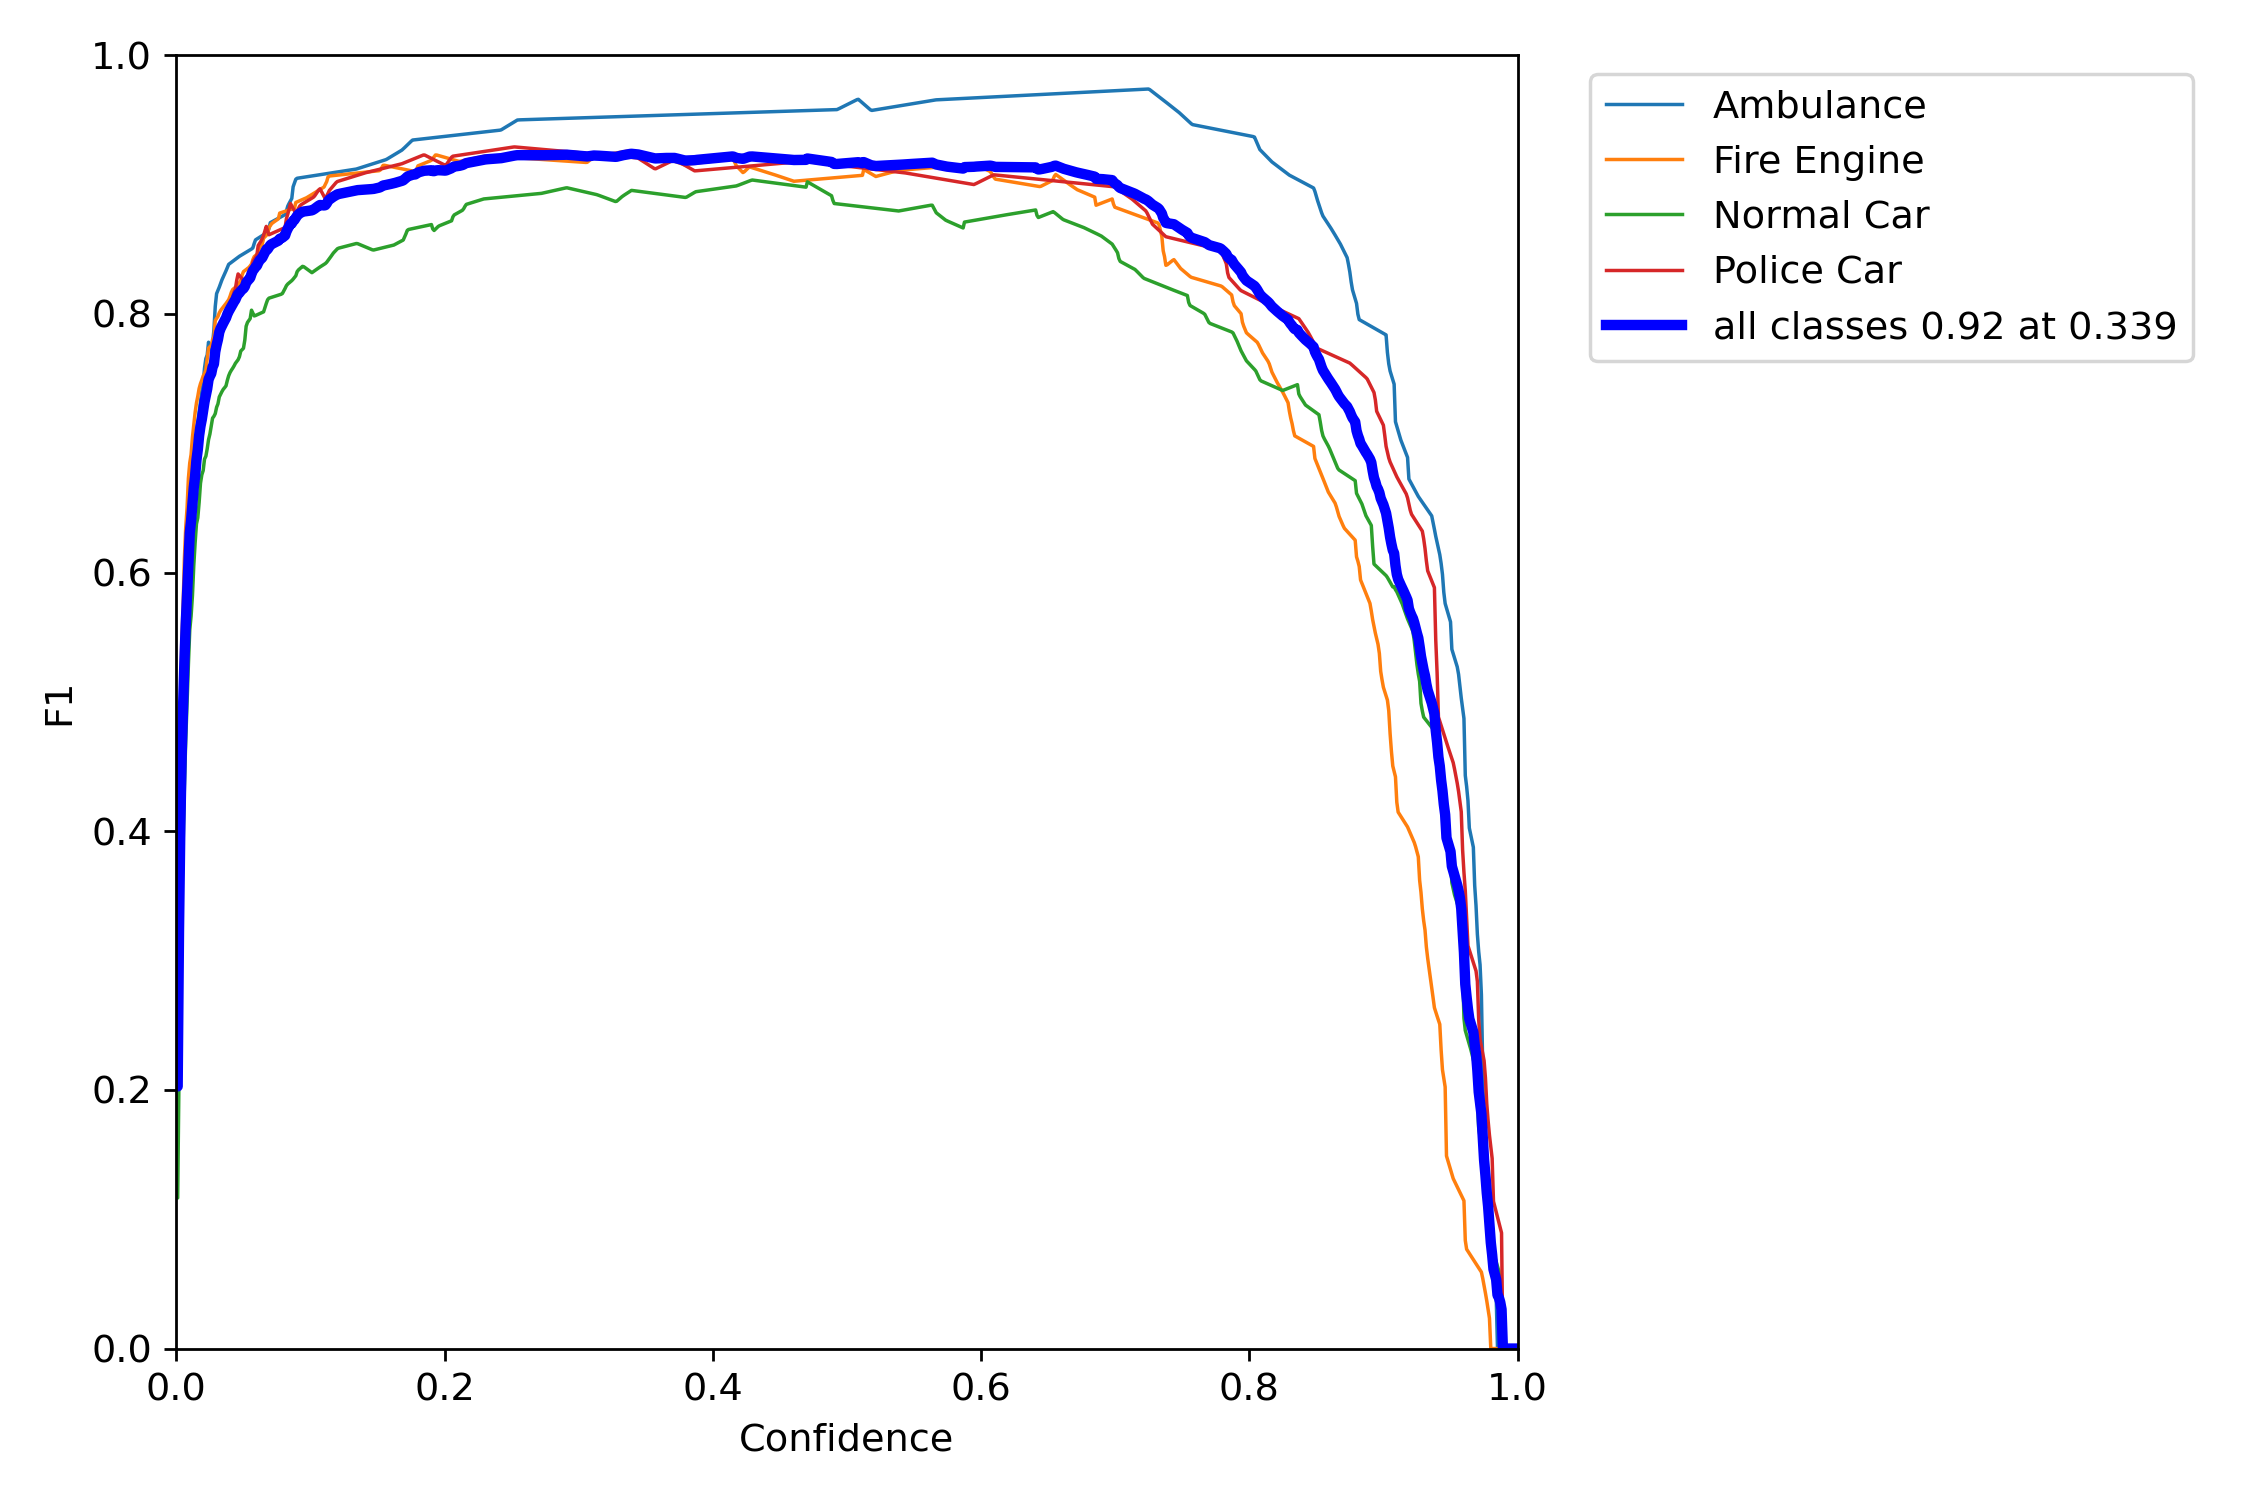 1.0
0.8
0.6
0.4
0.2
0.0
F1
0.0 0.2 0.4 0.6 0.8 1.0
Confidence
Ambulance
Fire Engine
Normal Car
Police Car
all classes 0.92 at 0.339